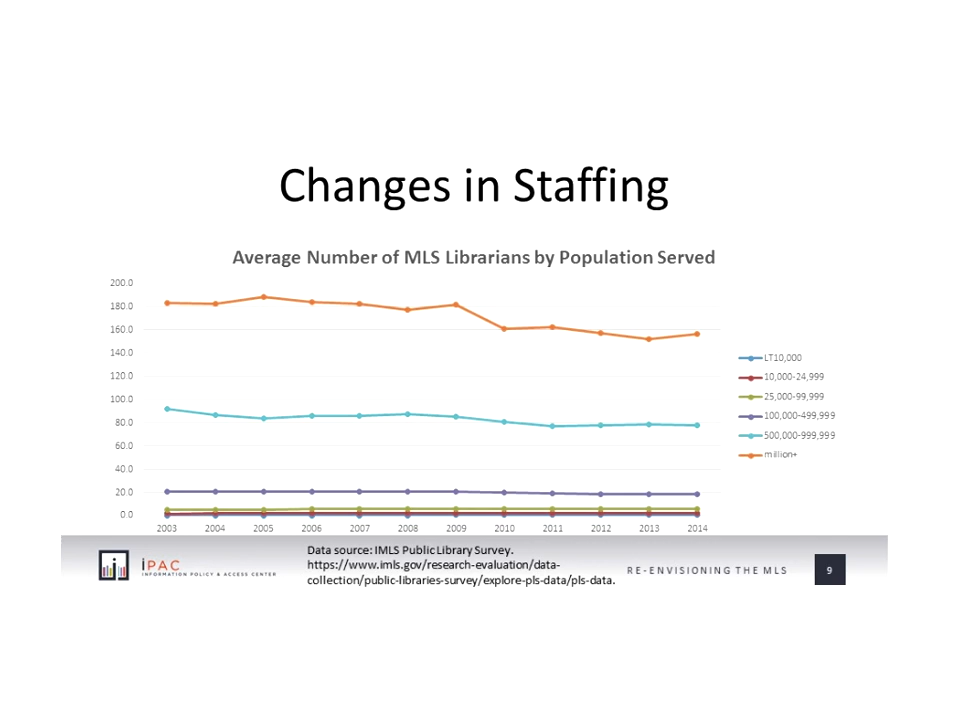 Changes in Staffing
Average Number of MLS Librarians by Population Served
200.0
180.0
160.0
140.0
120.0
100.0
80.0
60.0
40.0
20.0
0.0
2003 2004 2005 2006 2007 2008 2009 2010 2011 2012 2013 2014
LT10,000
10,000-24,999
25,000-99,999
100,000-499,999
500,000-999,999
million+
iPAC
INFORMATION POLICY & ACCESS CENTER
Data source: IMLS Public Library Survey.
https://www.imls.gov/research-evaluation/data-
collection/public-libraries-survey/explore-pls-data/pls-data.
RE-ENVISIONING THE MLS
9